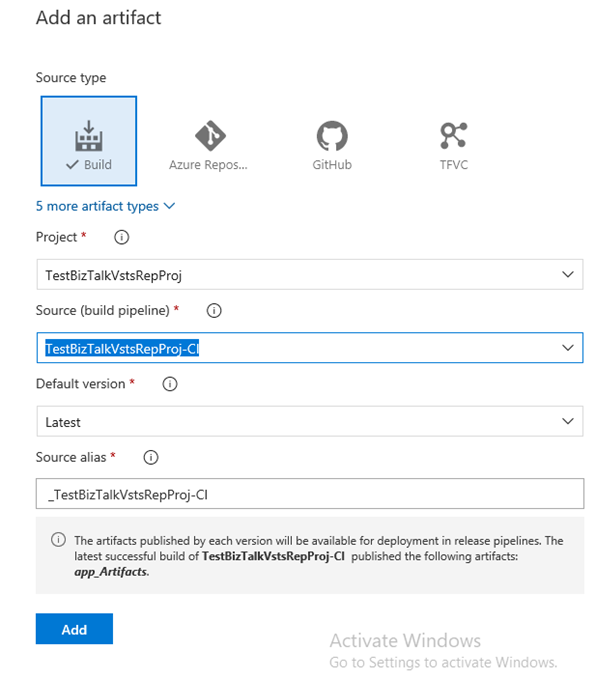 Add an artifact
Source type
Build
Azure Repos...
GitHub
TFVC
5 more artifact types
Project *
TestBizTalkVstsRepProj
Source (build pipeline) *
TestBizTalkVstsRepProj-CI
Default version *
Latest
Source alias *
_TestBizTalkVstsRepProj-CI
The artifacts published by each version will be available for deployment in release pipelines. The
latest successful build of TestBizTalkVstsRepProj-CI published the following artifacts:
app_Artifacts.
Add
Activate Windows
Go to Settings to activate Windows.